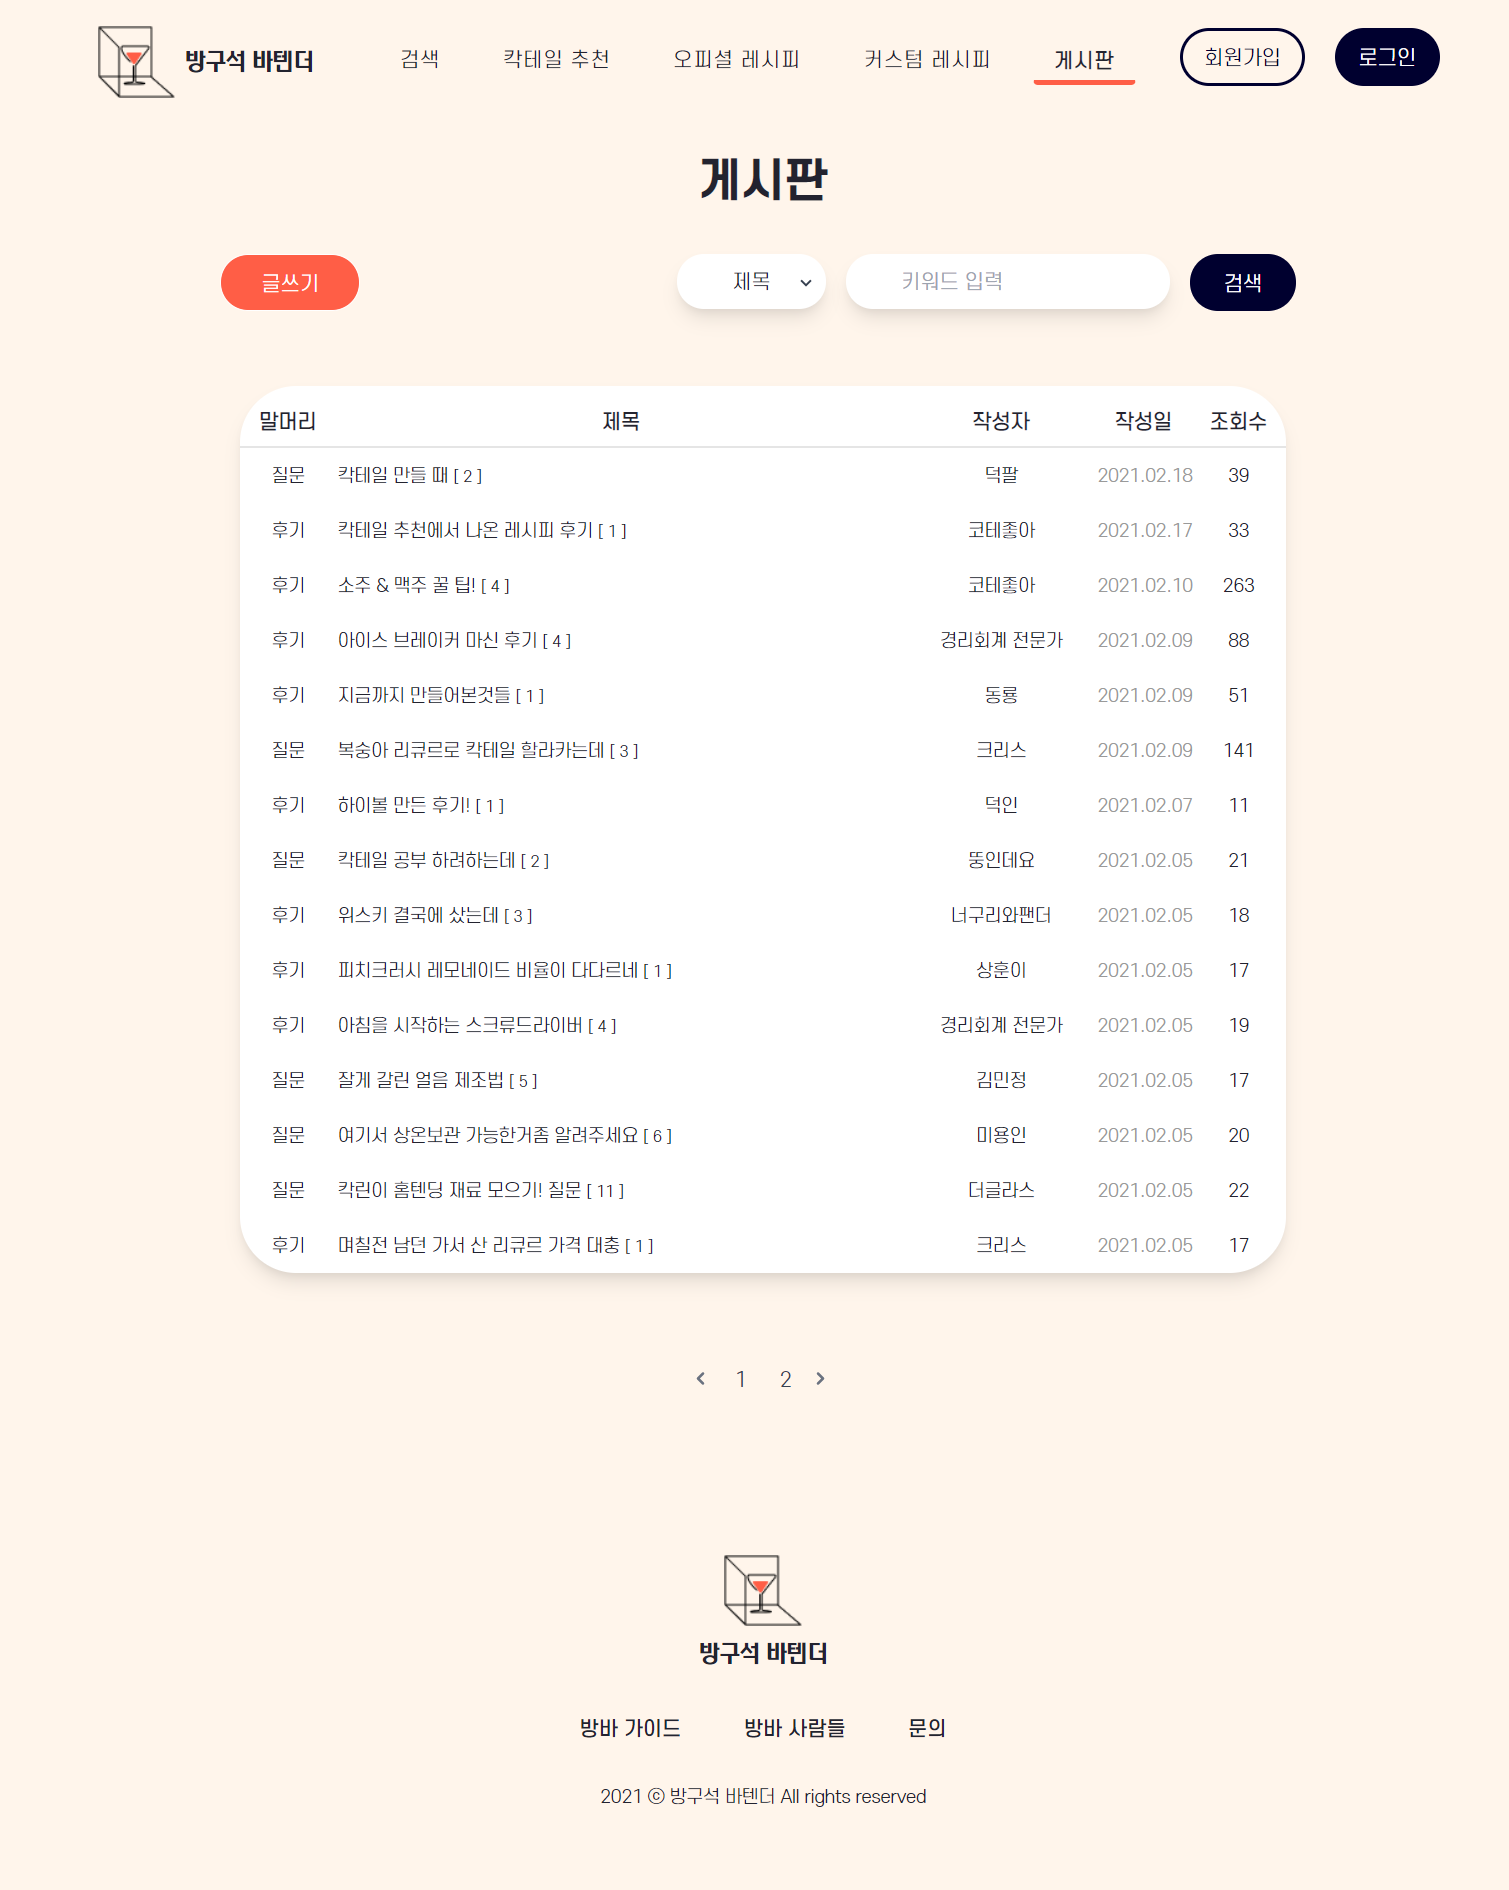 방구석 바텐더 검색 칵테일 추천 오피셜 레시피 커스텀 레시피 게시판 회원가입 로그인
게시판
글쓰기 제목 키워드 입력 검색
말머리 제목 작성자 작성일 조회수
질문 칵테일 만들 때 [ 2 ] 덕팔 2021.02.18 39
후기 칵테일 추천에서 나온 레시피 후기 [ 1 ] 코테좋아 2021.02.17 33
후기 소주 & 맥주 꿀 팁! [ 4 ] 코테좋아 2021.02.10 263
후기 아이스 브레이커 마신 후기 [ 4 ] 경리회계 전문가 2021.02.09 88
후기 지금까지 만들어본것들 [ 1 ] 동룡 2021.02.09 51
질문 복숭아 리큐르로 칵테일 할라카는데 [ 3 ] 크리스 2021.02.09 141
후기 하이볼 만든 후기! [ 1 ] 덕인 2021.02.07 11
질문 칵테일 공부 하려하는데 [ 2 ] 뚱인데요 2021.02.05 21
후기 위스키 결국에 샀는데 [ 3 ] 너구리와팬더 2021.02.05 18
후기 피치크러시 레모네이드 비율이 다다르네 [ 1 ] 상훈이 2021.02.05 17
후기 아침을 시작하는 스크류드라이버 [ 4 ] 경리회계 전문가 2021.02.05 19
질문 잘게 갈린 얼음 제조법 [ 5 ] 김민정 2021.02.05 17
질문 여기서 상온보관 가능한거좀 알려주세요 [ 6 ] 미용인 2021.02.05 20
질문 칵린이 홈텐딩 재료 모으기! 질문 [ 11 ] 더글라스 2021.02.05 22
후기 며칠전 남던 가서 산 리큐르 가격 대충 [ 1 ] 크리스 2021.02.05 17
1 2
방구석 바텐더
방바 가이드 방바 사람들 문의
2021 ⓒ 방구석 바텐더 All rights reserved